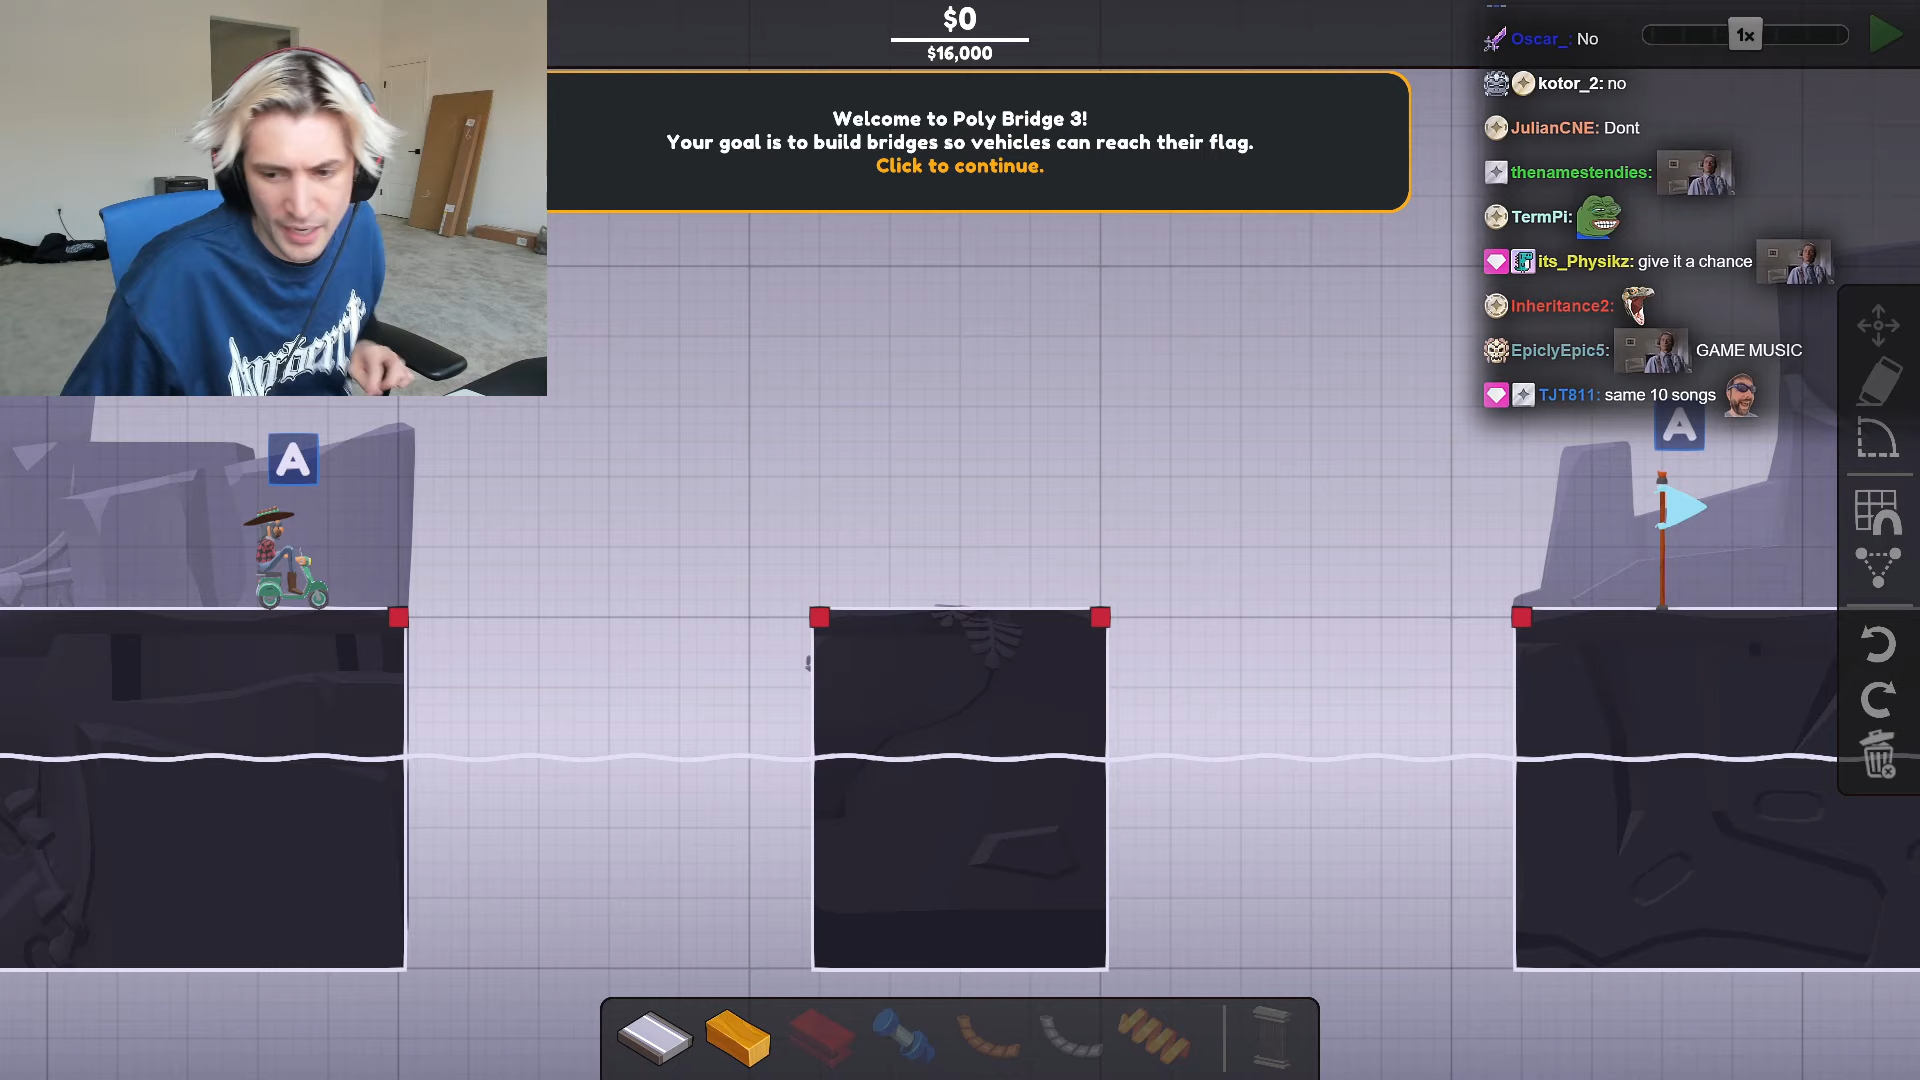 $0
$16,000
Welcome to Poly Bridge 3!
Your goal is to build bridges so vehicles can reach their flag.
Click to continue.
Oscar_: No
1x
kotor_2: no
JulianCNE: Dont
thenamestendies:
TermPi:
its_Physikz: give it a chance
Inheritance2:
EpiclyEpic5: GAME MUSIC
TJT811: same 10 songs
A
A